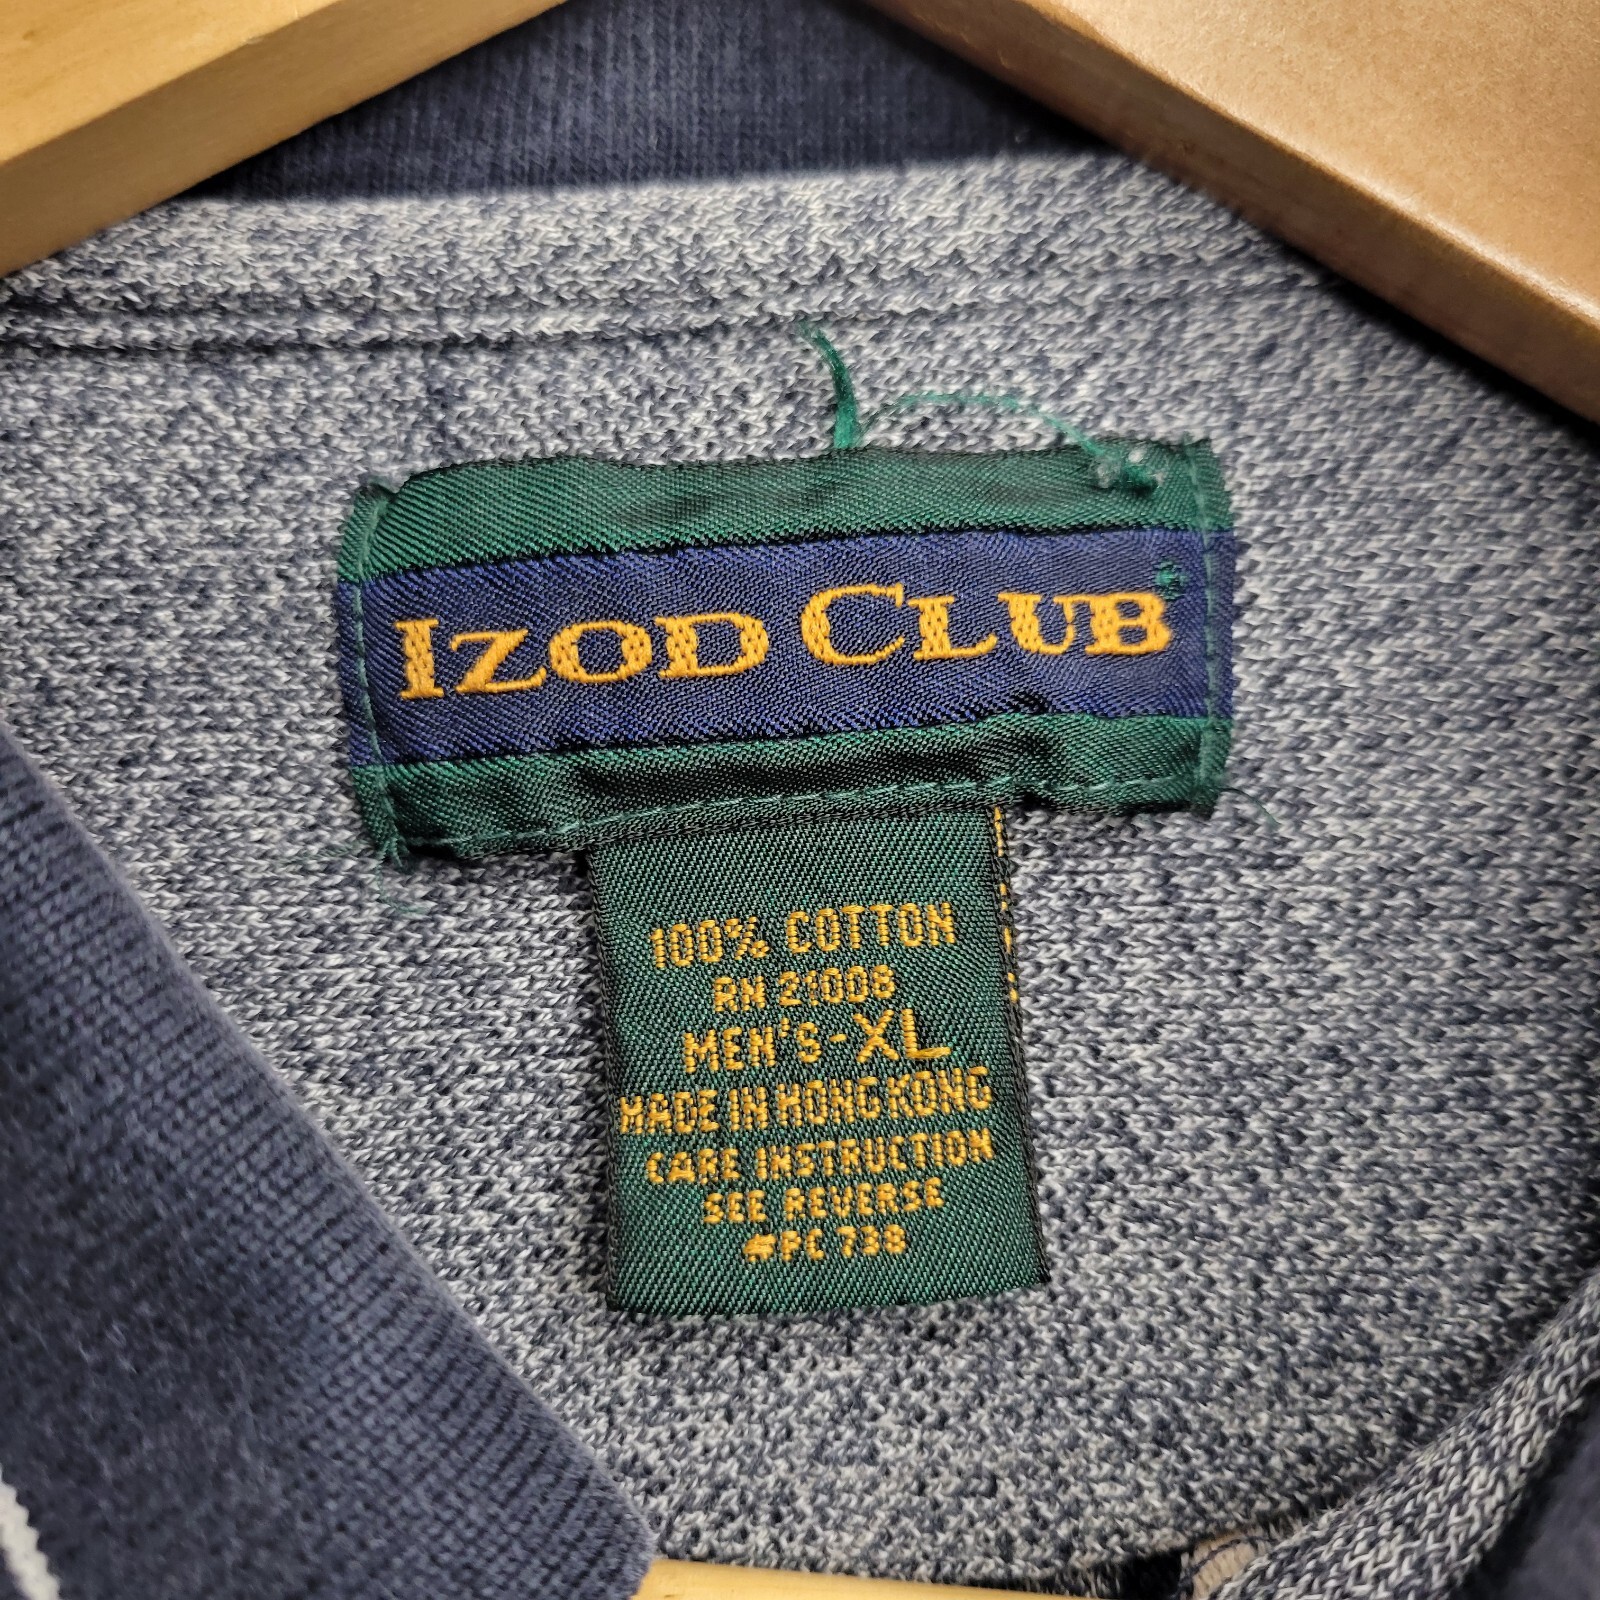 IZOD CLUB
100% COTTON
RN 21008
MEN'S-XL
MADE IN HONG KONG
CARE INSTRUCTION
SEE REVERSE
#PC 738